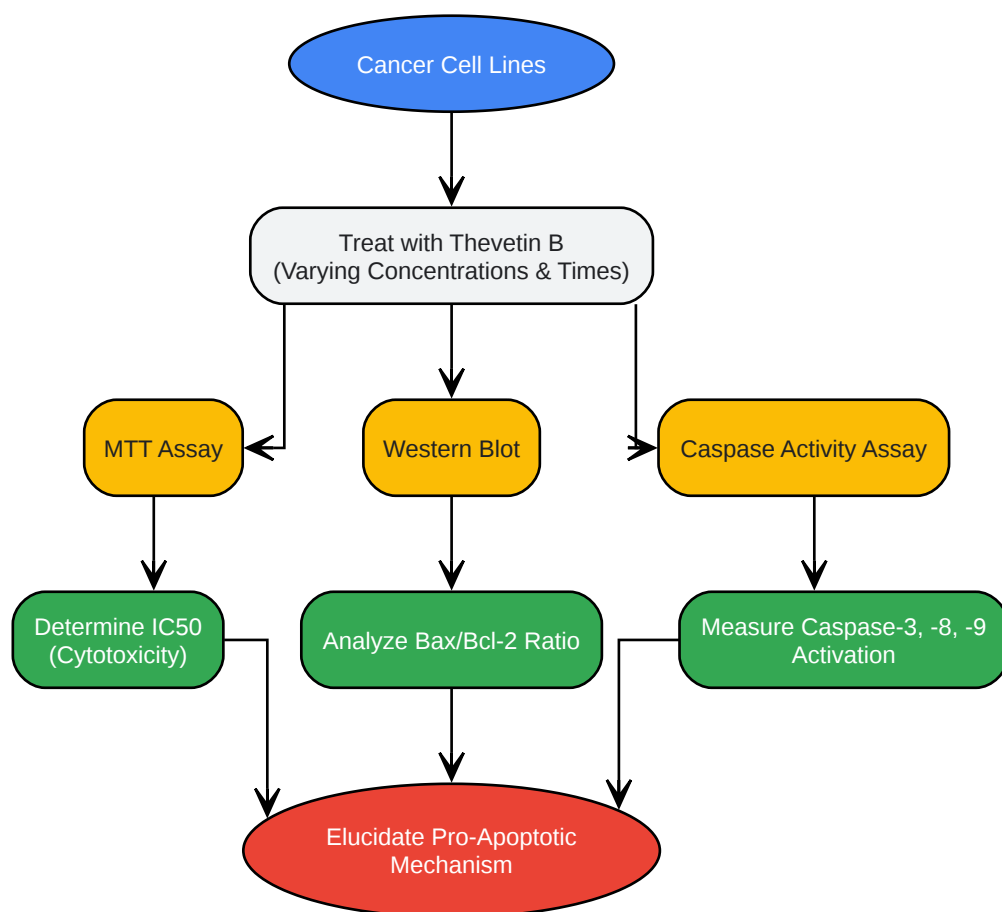 Cancer Cell Lines
Treat with Thevetin B
(Varying Concentrations & Times)
MTT Assay
Western Blot
Caspase Activity Assay
Determine IC50
(Cytotoxicity)
Analyze Bax/Bcl-2 Ratio
Measure Caspase-3, -8, -9
Activation
Elucidate Pro-Apoptotic
Mechanism